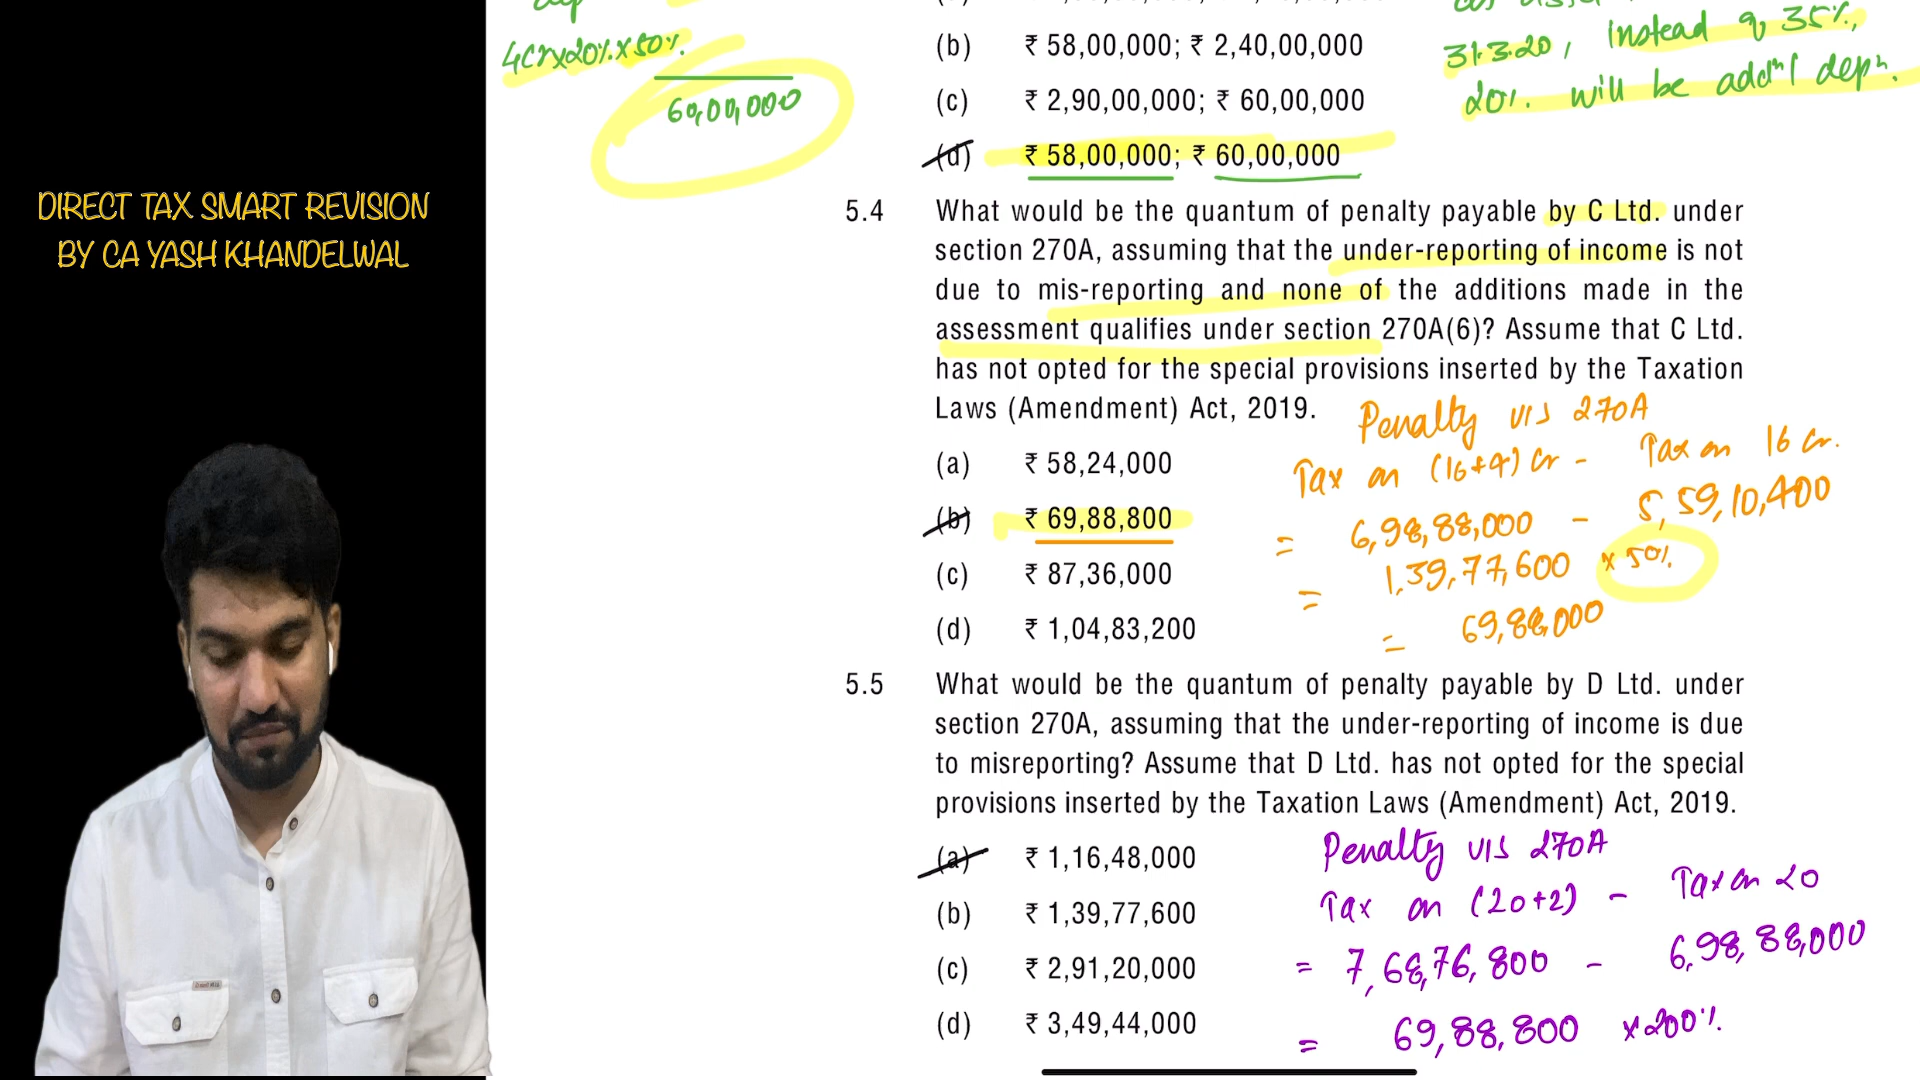 4Cr x 20% x 50%
60,00,000
31.3.20, instead of 35%,
20% will be addnl depn.
(b) ₹ 58,00,000; ₹ 2,40,00,000
(c) ₹ 2,90,00,000; ₹ 60,00,000
(d) ₹ 58,00,000; ₹ 60,00,000
DIRECT TAX SMART REVISION
BY CA YASH KHANDELWAL
5.4 What would be the quantum of penalty payable by C Ltd. under
section 270A, assuming that the under-reporting of income is not
due to mis-reporting and none of the additions made in the
assessment qualifies under section 270A(6)? Assume that C Ltd.
has not opted for the special provisions inserted by the Taxation
Laws (Amendment) Act, 2019.
(a) ₹ 58,24,000
(b) ₹ 69,88,800
(c) ₹ 87,36,000
(d) ₹ 1,04,83,200
Penalty u/s 270A
Tax on (16+4) Cr - Tax on 16 Cr.
= 6,98,88,000 - 5,59,10,400
= 1,39,77,600 x 50%
= 69,88,000
5.5 What would be the quantum of penalty payable by D Ltd. under
section 270A, assuming that the under-reporting of income is due
to misreporting? Assume that D Ltd. has not opted for the special
provisions inserted by the Taxation Laws (Amendment) Act, 2019.
(a) ₹ 1,16,48,000
(b) ₹ 1,39,77,600
(c) ₹ 2,91,20,000
(d) ₹ 3,49,44,000
Penalty u/s 270A
Tax on (20+2) - Tax on 20
= 7,68,76,800 - 6,98,88,000
= 69,88,800 x 200%